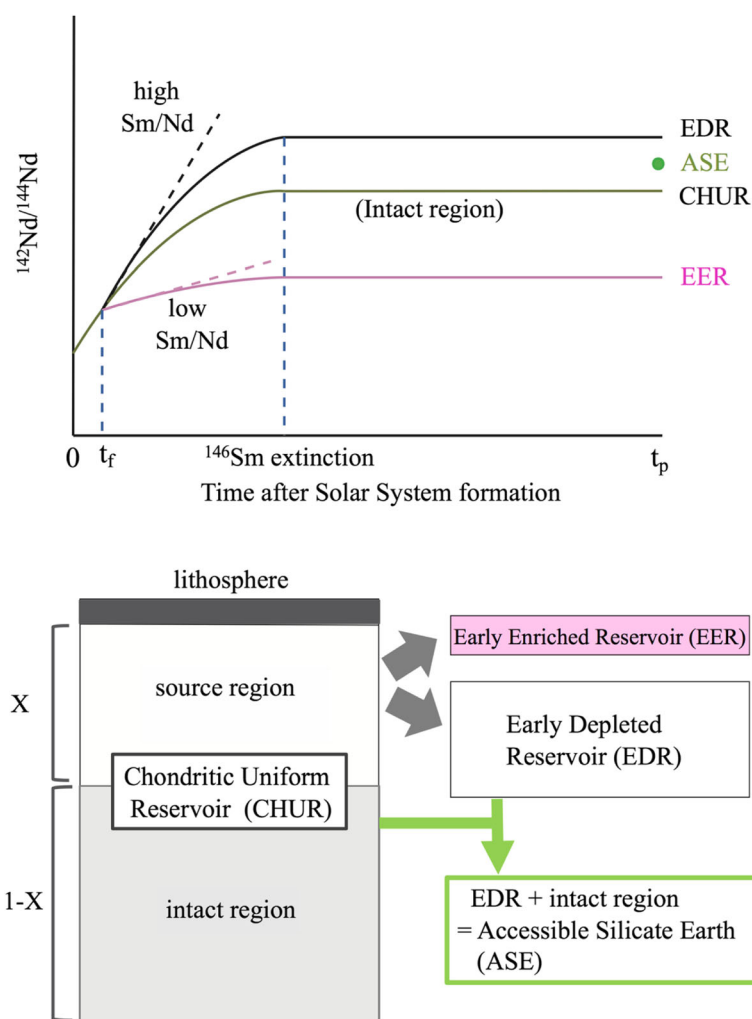 high
Sm/Nd
142Nd/144Nd
EDR
ASE
CHUR
(Intact region)
EER
low
Sm/Nd
0
tf
146Sm extinction
tp
Time after Solar System formation
lithosphere
X
source region
Early Enriched Reservoir (EER)
Early Depleted
Reservoir (EDR)
Chondritic Uniform
Reservoir (CHUR)
1-X
intact region
EDR + intact region
= Accessible Silicate Earth
(ASE)